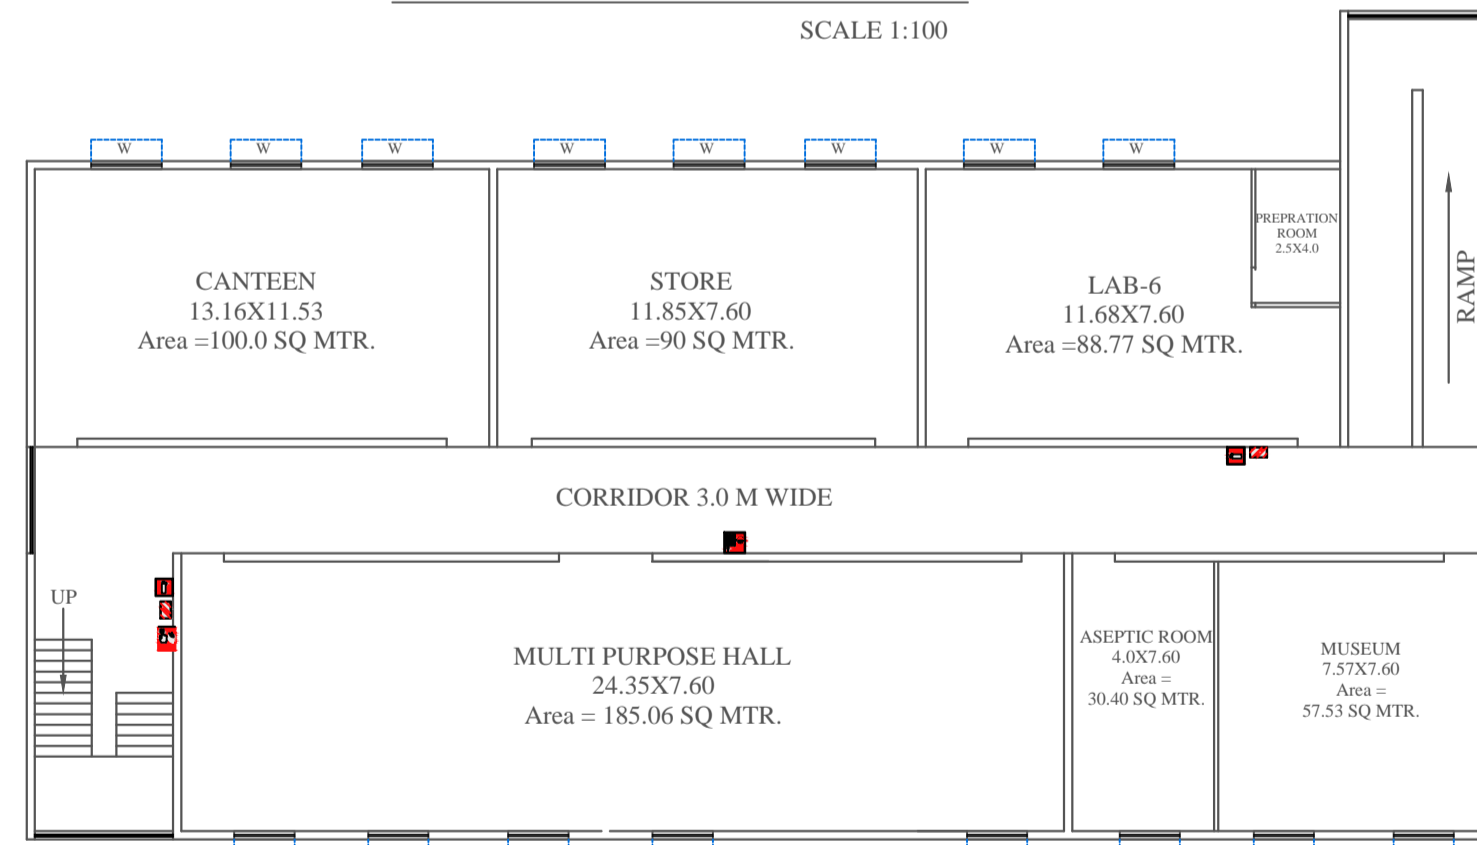 SCALE 1:100
W W W W W W W W
PREPRATION
ROOM
2.5X4.0
CANTEEN
13.16X11.53
Area =100.0 SQ MTR.
STORE
11.85X7.60
Area =90 SQ MTR.
LAB-6
11.68X7.60
Area =88.77 SQ MTR.
RAMP
CORRIDOR 3.0 M WIDE
UP
MULTI PURPOSE HALL
24.35X7.60
Area = 185.06 SQ MTR.
ASEPTIC ROOM
4.0X7.60
Area =
30.40 SQ MTR.
MUSEUM
7.57X7.60
Area =
57.53 SQ MTR.